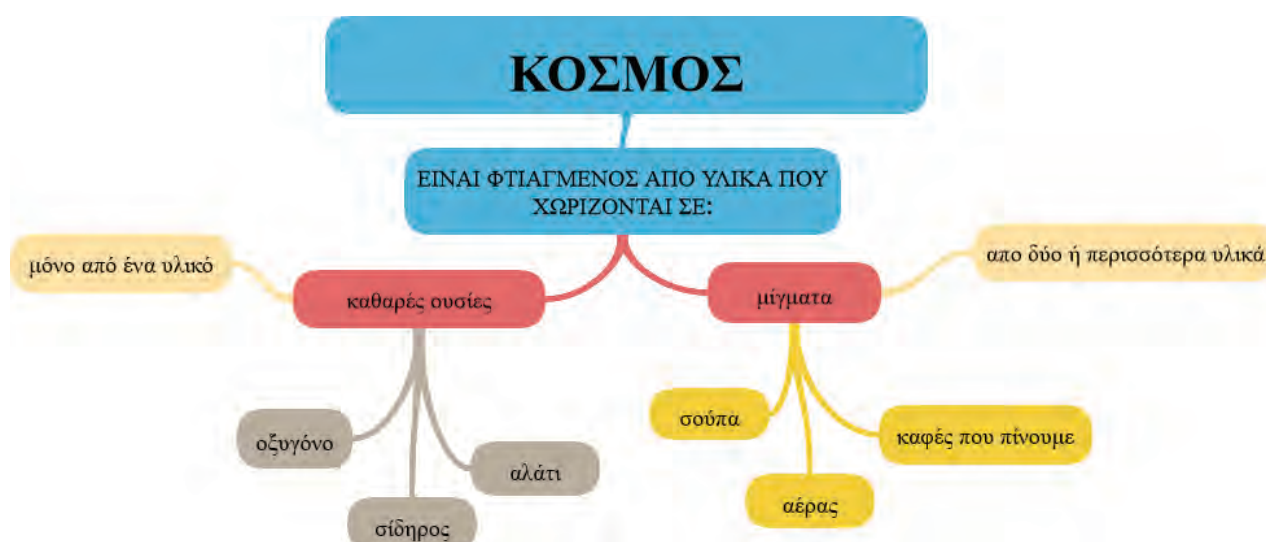 ΚΟΣΜΟΣ
ΕΙΝΑΙ ΦΤΙΑΓΜΕΝΟΣ ΑΠΟ ΥΛΙΚΑ ΠΟΥ
ΧΩΡΙΖΟΝΤΑΙ ΣΕ:
μόνο από ένα υλικό
απο δύο ή περισσότερα υλικά
καθαρές ουσίες
μίγματα
οξυγόνο
αλάτι
σίδηρος
σούπα
καφές που πίνουμε
αέρας